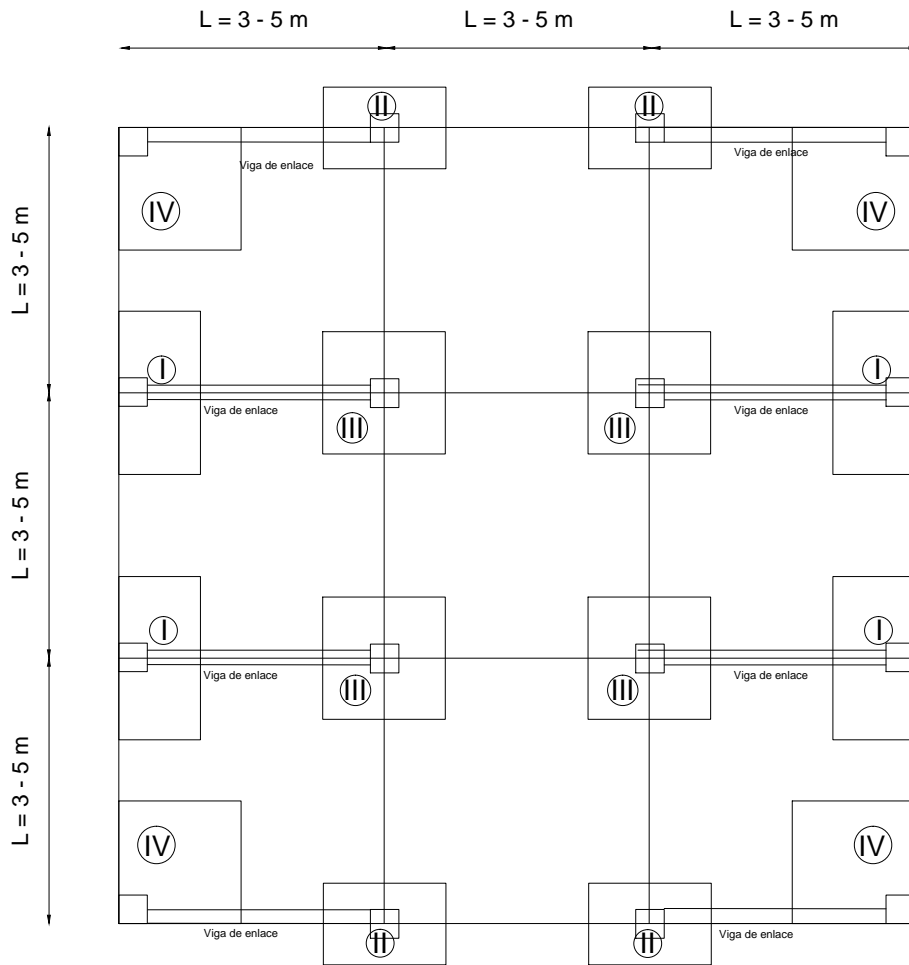 L = 3 - 5 m
L = 3 - 5 m
L = 3 - 5 m
II
II
Viga de enlace
Viga de enlace
IV
IV
L = 3 - 5 m
I
I
Viga de enlace
Viga de enlace
III
III
L = 3 - 5 m
I
I
Viga de enlace
Viga de enlace
III
III
L = 3 - 5 m
IV
IV
Viga de enlace
Viga de enlace
II
II